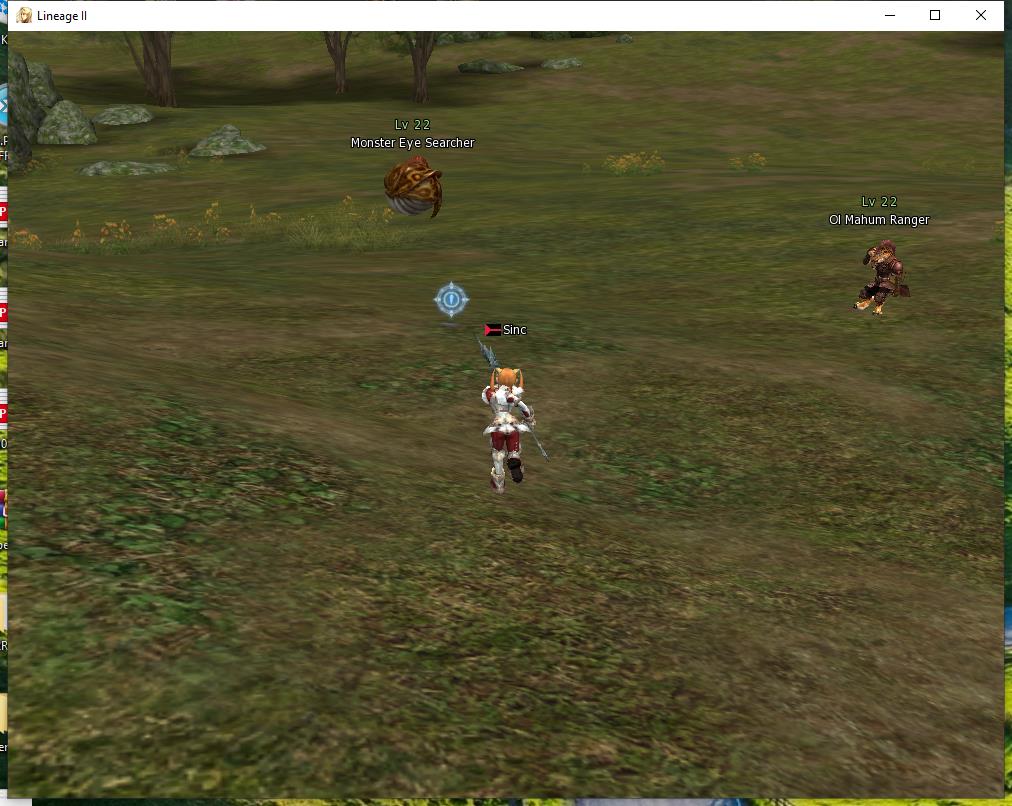 Lineage II
Lv 22
Monster Eye Searcher
Lv 22
Ol Mahum Ranger
Sinc